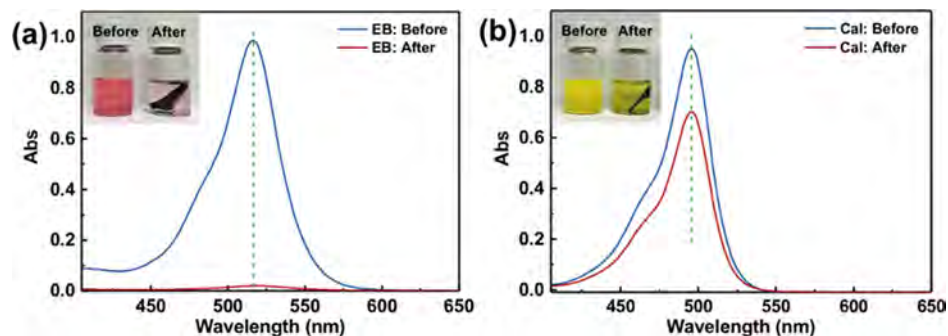 (a)
Before After
EB: Before
EB: After
Abs
1.0
0.8
0.6
0.4
0.2
0.0
450 500 550 600 650
Wavelength (nm)
(b)
Before After
Cal: Before
Cal: After
Abs
1.0
0.8
0.6
0.4
0.2
0.0
450 500 550 600 650
Wavelength (nm)